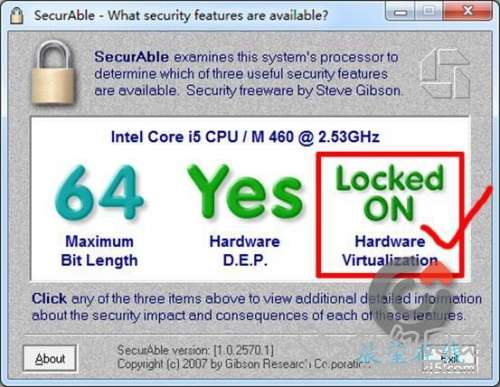 SecurAble - What security features are available?
SecurAble examines this system's processor to
determine which of three useful security features
are available. Security freeware by Steve Gibson.
Intel Core i5 CPU / M 460 @ 2.53GHz
64
Maximum
Bit Length
Yes
Hardware
D.E.P.
Locked
ON
Hardware
Virtualization
Click any of the three items above to view additional detailed information
about the security impact and consequences of each of these features.
About
SecurAble version: [1.0.2570.1]
Copyright (c) 2007 by Gibson Research Corporation.
Exit